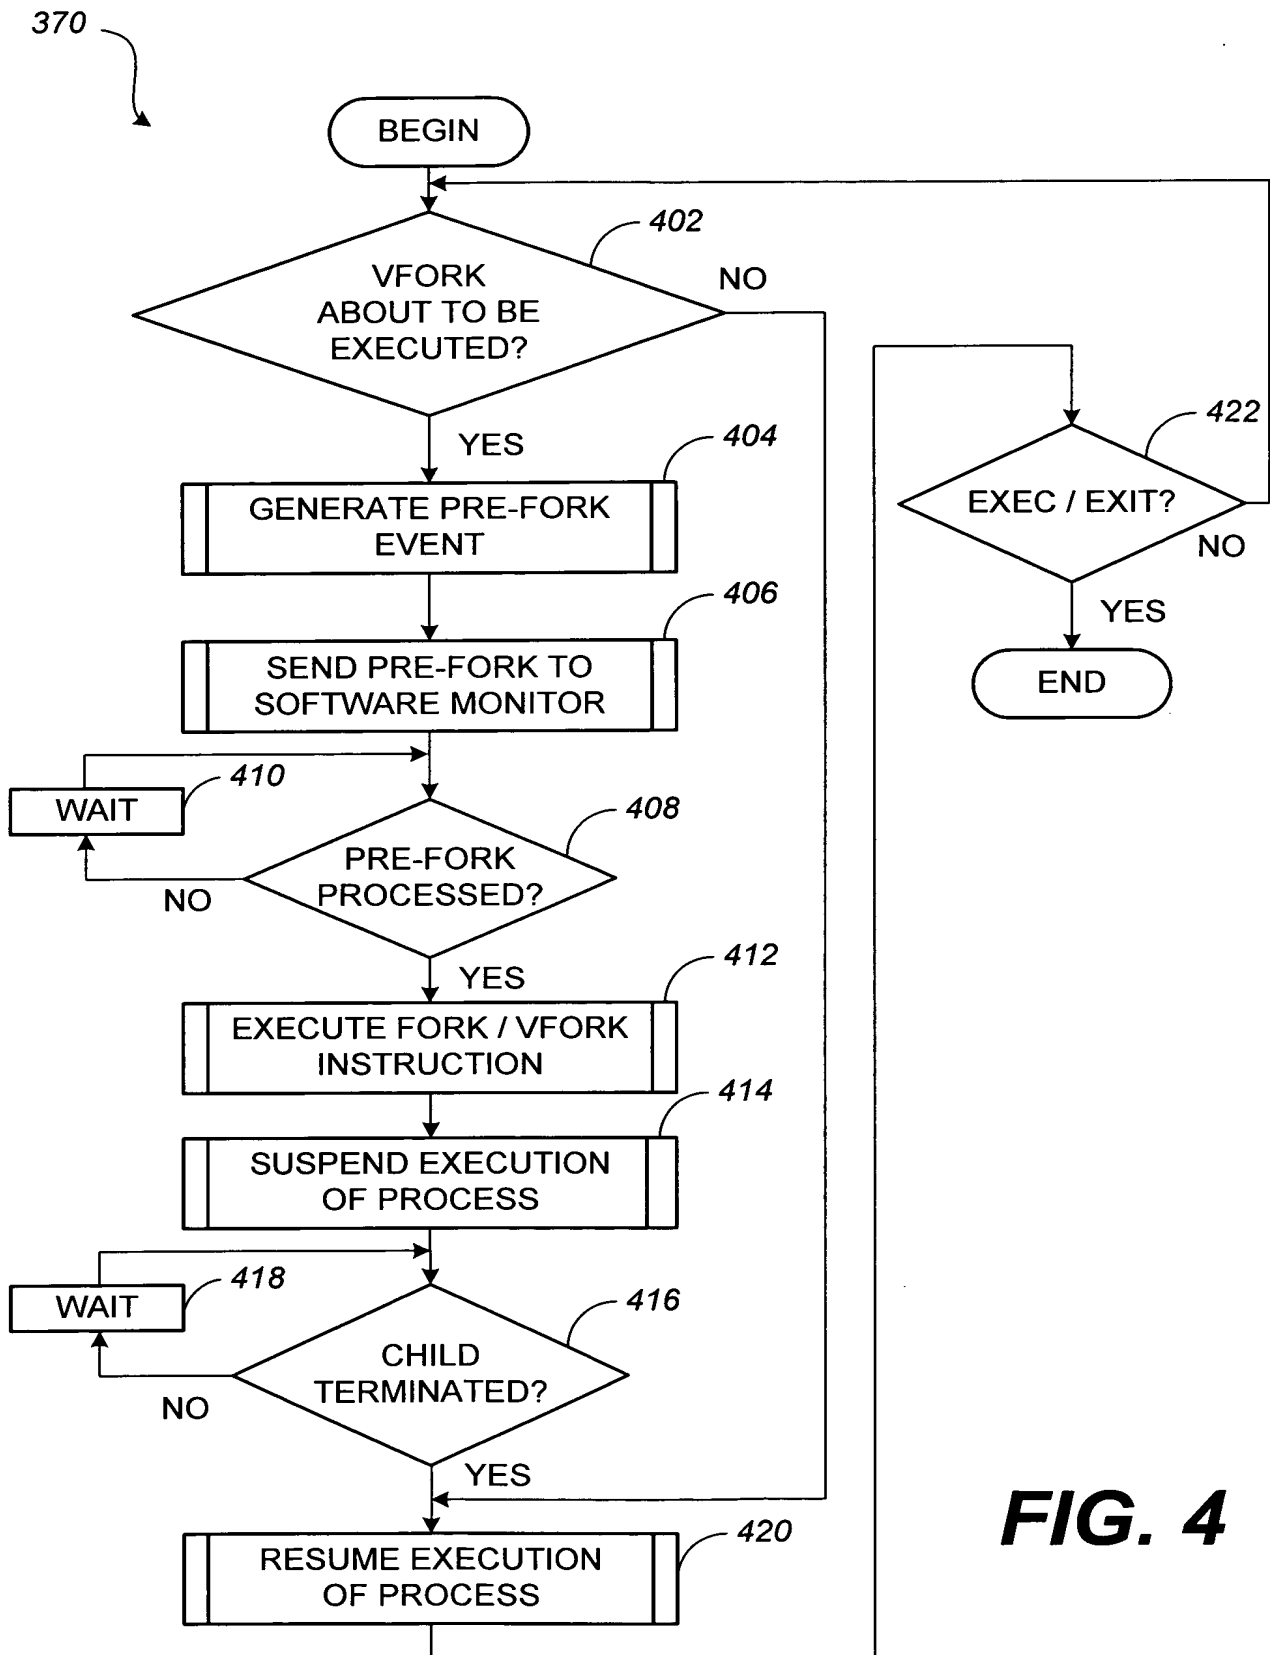 370
BEGIN
402
VFORK
ABOUT TO BE
EXECUTED?
NO
YES
404
GENERATE PRE-FORK
EVENT
406
SEND PRE-FORK TO
SOFTWARE MONITOR
410
WAIT
408
PRE-FORK
PROCESSED?
NO
YES
412
EXECUTE FORK / VFORK
INSTRUCTION
414
SUSPEND EXECUTION
OF PROCESS
418
WAIT
416
CHILD
TERMINATED?
NO
YES
420
RESUME EXECUTION
OF PROCESS
422
EXEC / EXIT?
NO
YES
END
FIG. 4